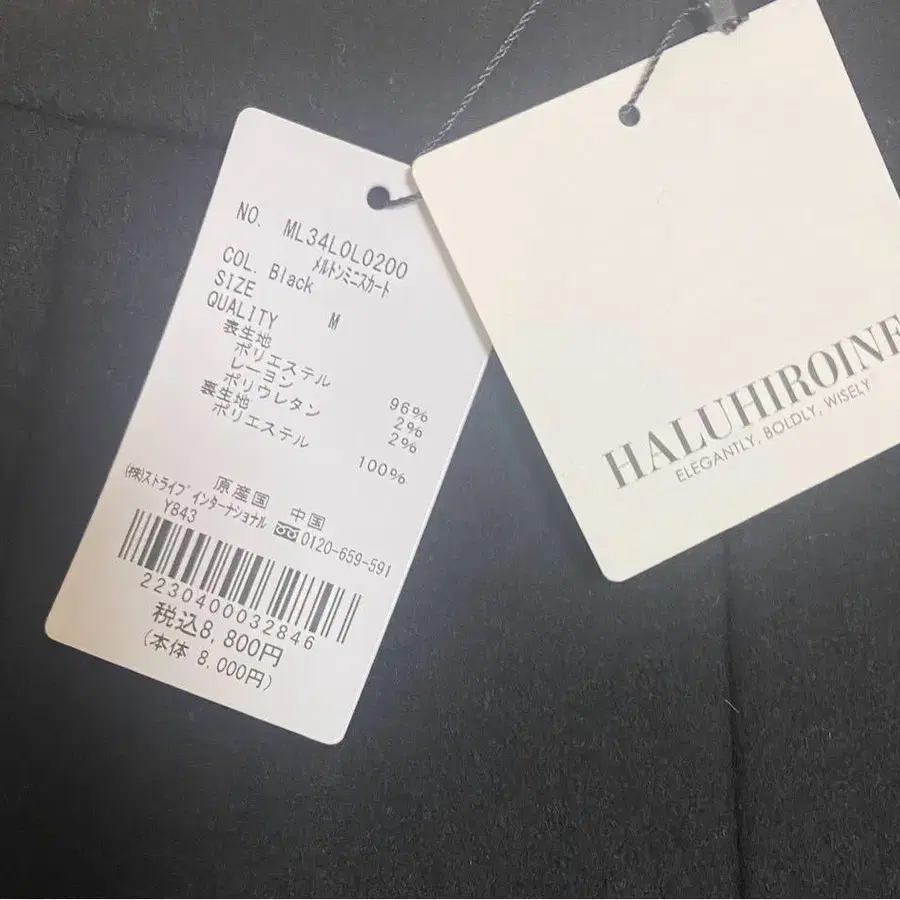 NO. ML34L0L0200
メルトンミニスカート
COL. Black
SIZE M
QUALITY
表生地
ポリエステル 96%
レーヨン 2%
ポリウレタン 2%
裏生地
ポリエステル 100%
原産国 中国
(株)ストライプインターナショナル
Y843 0120-659-591
2230400032846
税込8,800円
(本体 8,000円)
HALUHIROINE
ELEGANTLY, BOLDLY, WISELY